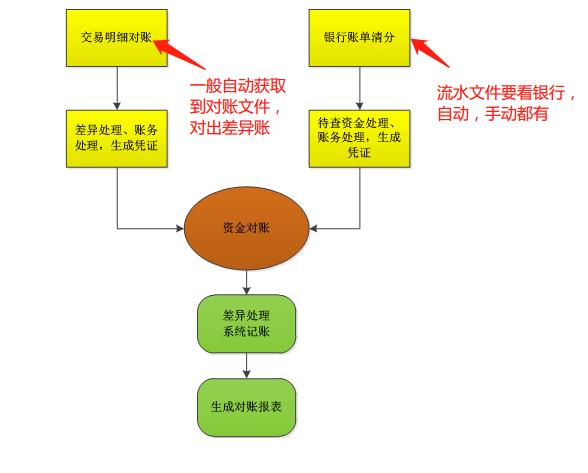 交易明细对账
银行账单清分
一般自动获取
到对账文件，
对出差异账
流水文件要看银行，
自动，手动都有
差异处理、账务
处理，生成凭证
待查资金处理、
账务处理，生成
凭证
资金对账
差异处理
系统记账
生成对账报表